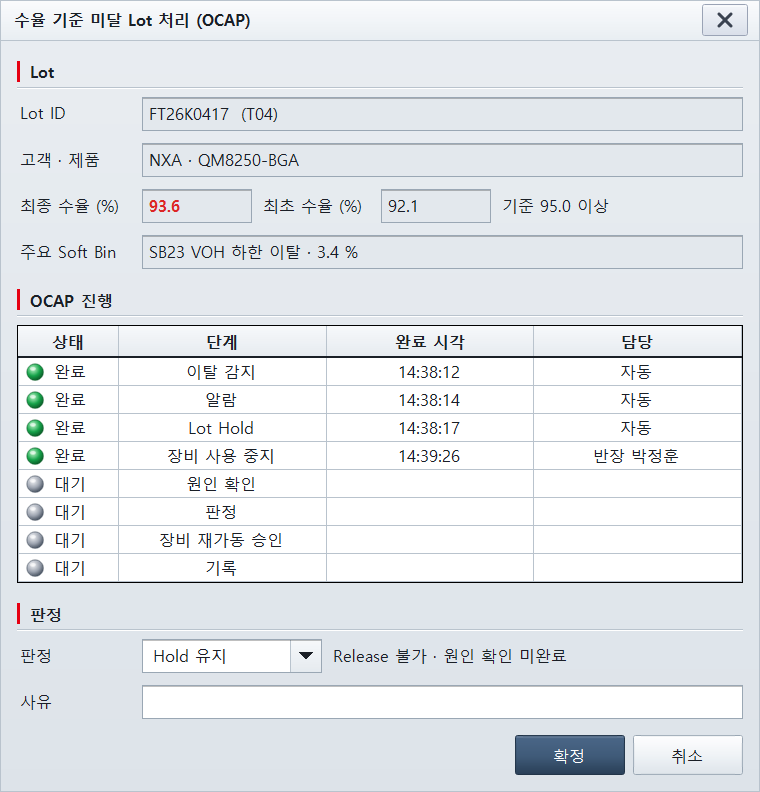 수율 기준 미달 Lot 처리 (OCAP)
Lot
Lot ID FT26K0417 (T04)
고객 · 제품 NXA · QM8250-BGA
최종 수율 (%) 93.6 최초 수율 (%) 92.1 기준 95.0 이상
주요 Soft Bin SB23 VOH 하한 이탈 · 3.4 %
OCAP 진행
상태 단계 완료 시각 담당
완료 이탈 감지 14:38:12 자동
완료 알람 14:38:14 자동
완료 Lot Hold 14:38:17 자동
완료 장비 사용 중지 14:39:26 반장 박정훈
대기 원인 확인
대기 판정
대기 장비 재가동 승인
대기 기록
판정
판정 Hold 유지 Release 불가 · 원인 확인 미완료
사유
확정 취소